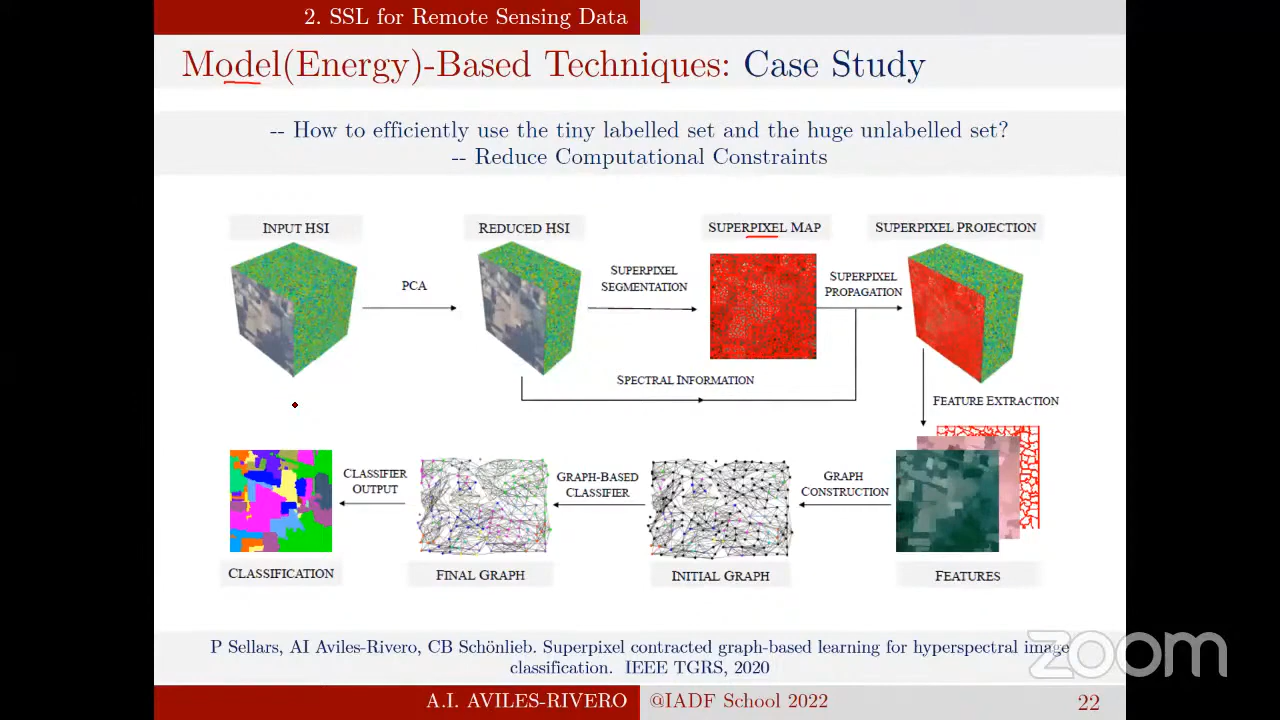 2. SSL for Remote Sensing Data
Model(Energy)-Based Techniques: Case Study
-- How to efficiently use the tiny labelled set and the huge unlabelled set?
-- Reduce Computational Constraints
INPUT HSI
REDUCED HSI
SUPERPIXEL MAP
SUPERPIXEL PROJECTION
PCA
SUPERPIXEL
SEGMENTATION
SUPERPIXEL
PROPAGATION
SPECTRAL INFORMATION
FEATURE EXTRACTION
CLASSIFIER
OUTPUT
GRAPH-BASED
CLASSIFIER
GRAPH
CONSTRUCTION
CLASSIFICATION
FINAL GRAPH
INITIAL GRAPH
FEATURES
P Sellars, AI Aviles-Rivero, CB Schönlieb. Superpixel contracted graph-based learning for hyperspectral image
classification. IEEE TGRS, 2020
zoom
A.I. AVILES-RIVERO
@IADF School 2022
22